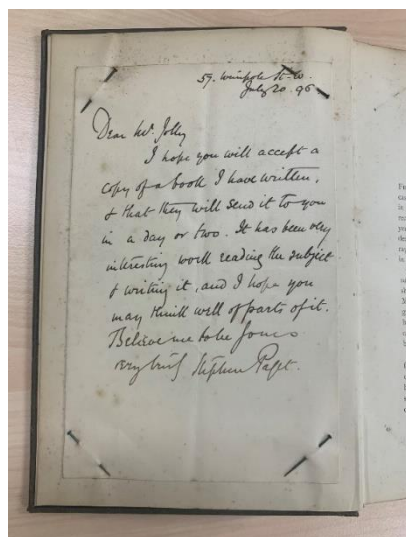 57. Wimpole St. W.
July 20. 96
Dear Mr. Jolly
I hope you will accept a
copy of a book I have written,
& that they will send it to you
in a day or two. It has been very
interesting work reading the subject
& writing it, and I hope you
may think well of parts of it.
Believe me to be yours
very truly Stephen Paget.